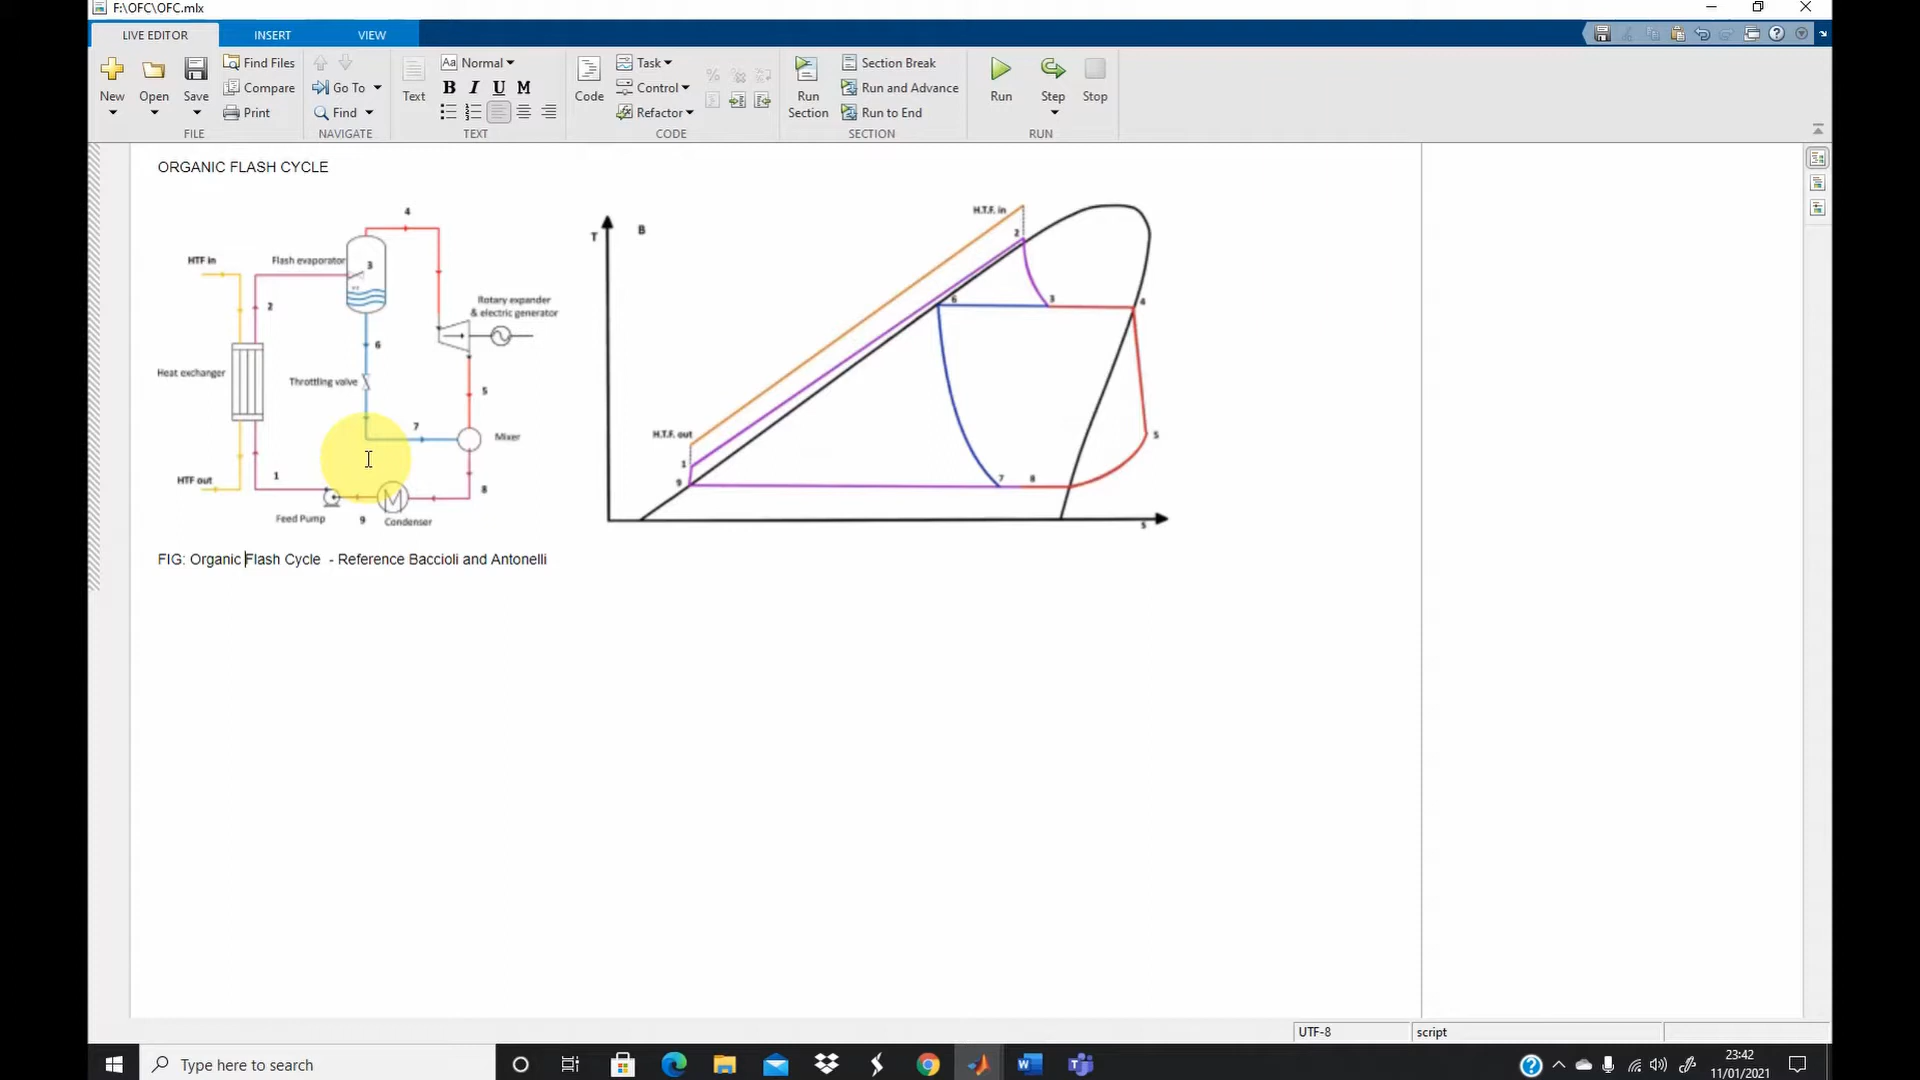 F:\OFC\OFC.mlx
LIVE EDITOR
INSERT
VIEW
New
Open
Save
Find Files
Compare
Print
FILE
Go To
Find
NAVIGATE
Text
Aa Normal
B I U M
TEXT
Code
Task
Control
Refactor
CODE
Run Section
Section Break
Run and Advance
Run to End
SECTION
Run
Step
Stop
RUN
ORGANIC FLASH CYCLE
4
HTF in
Flash evaporator
3
2
Rotary expander
& electric generator
6
Heat exchanger
Throttling valve
5
7
Mixer
1
HTF out
8
Feed Pump
9
Condenser
T
B
H.T.F. in
2
6
3
4
H.T.F. out
5
1
9
7
8
S
FIG: Organic Flash Cycle - Reference Baccioli and Antonelli
UTF-8
script
Type here to search
23:42
11/01/2021